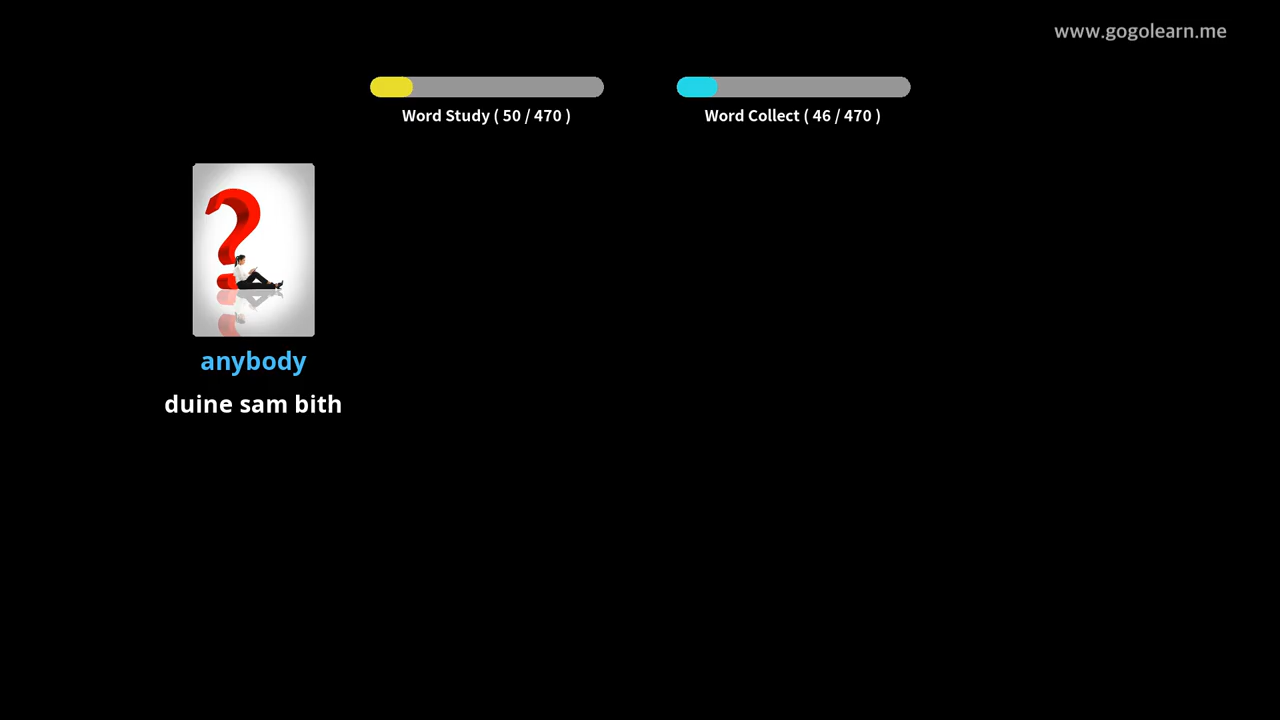 www.gogolearn.me
Word Study ( 50 / 470 )
Word Collect ( 46 / 470 )
anybody
duine sam bith